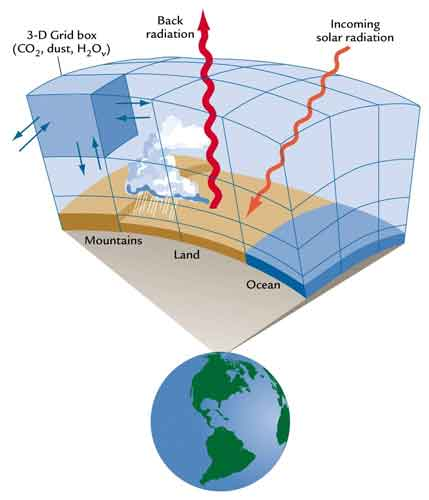 Back
radiation
Incoming
solar radiation
3-D Grid box
(CO₂, dust, H₂Oᵥ)
Mountains
Land
Ocean